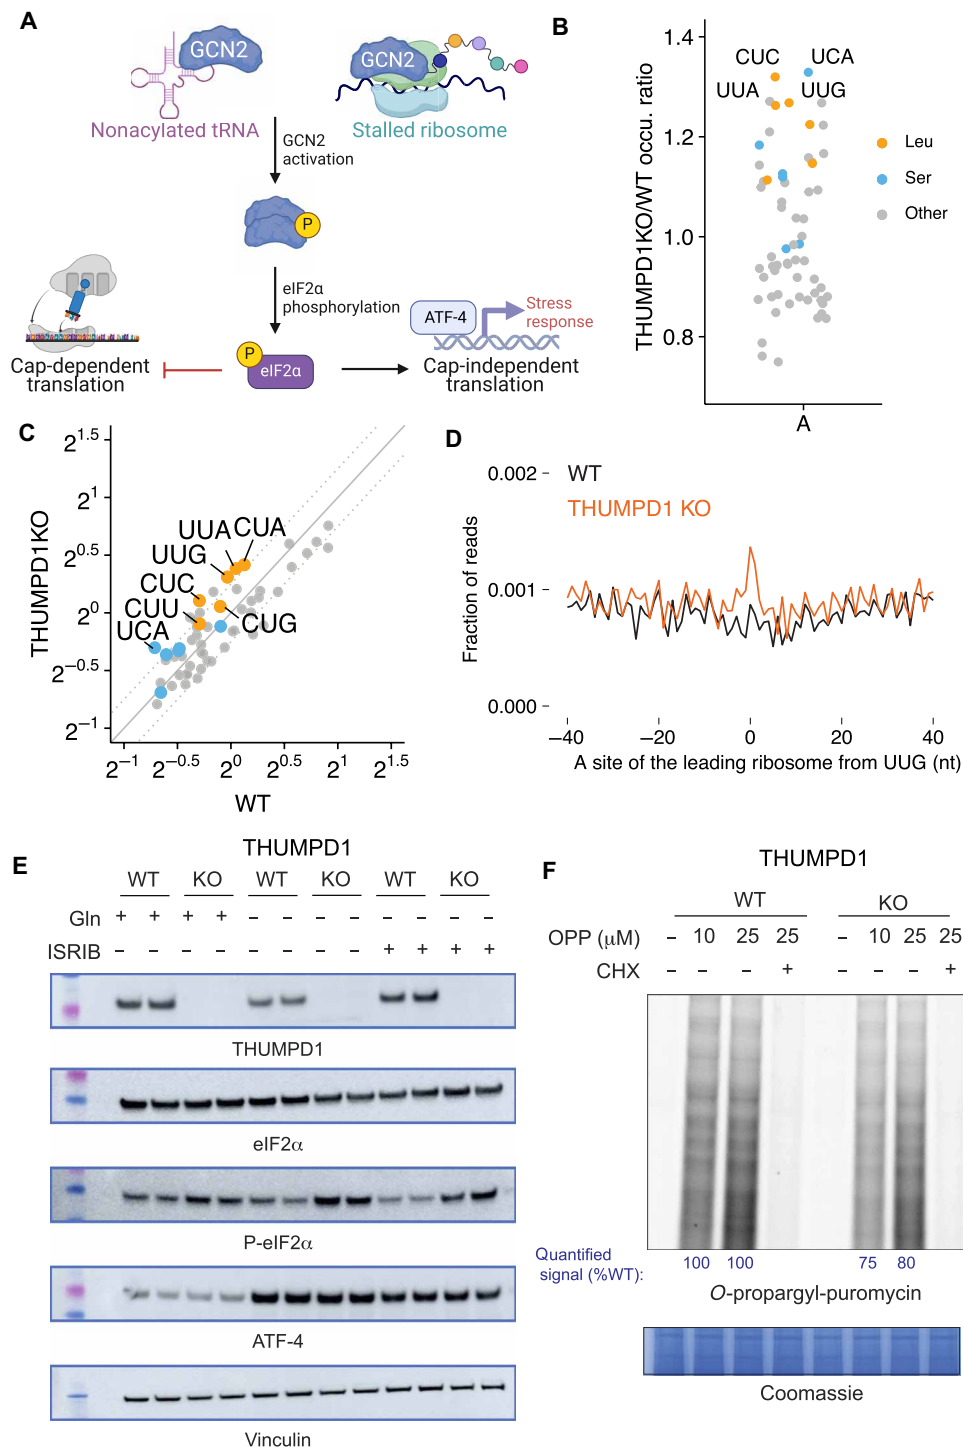 A
GCN2
GCN2
Nonacylated tRNA
Stalled ribosome
GCN2
activation
P
eIF2α
phosphorylation
ATF-4
Stress
response
P
eIF2α
Cap-dependent
translation
Cap-independent
translation
B
THUMPD1KO/WT occu. ratio
1.4
1.2
1.0
0.8
CUC
UCA
UUA
UUG
A
Leu
Ser
Other
C
THUMPD1KO
2^1.5
2^1
2^0.5
2^0
2^−0.5
2^−1
UUA
CUA
UUG
CUC
CUU
UCA
CUG
2^−1
2^−0.5
2^0
2^0.5
2^1
2^1.5
WT
D
Fraction of reads
0.002
0.001
0.000
WT
THUMPD1 KO
−40
−20
0
20
40
A site of the leading ribosome from UUG (nt)
E
THUMPD1
WT KO WT KO WT KO
Gln + + + + – – – – – – – –
ISRIB – – – – – – – – + + + +
THUMPD1
eIF2α
P-eIF2α
ATF-4
Vinculin
F
THUMPD1
WT KO
OPP (μM) – 10 25 25 – 10 25 25
CHX – – – + – – – +
Quantified
signal (%WT):
100 100 75 80
O-propargyl-puromycin
Coomassie